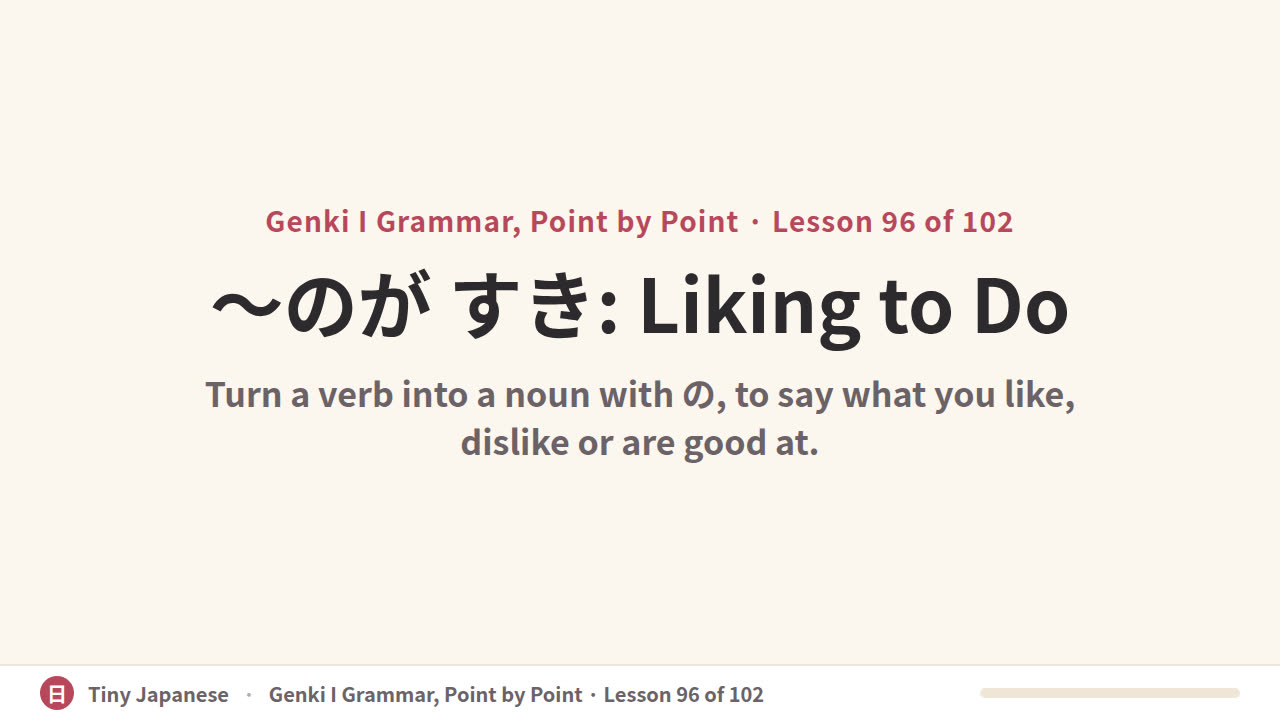 Genki I Grammar, Point by Point · Lesson 96 of 102
〜のが すき: Liking to Do
Turn a verb into a noun with の, to say what you like,
dislike or are good at.
日 Tiny Japanese · Genki I Grammar, Point by Point · Lesson 96 of 102